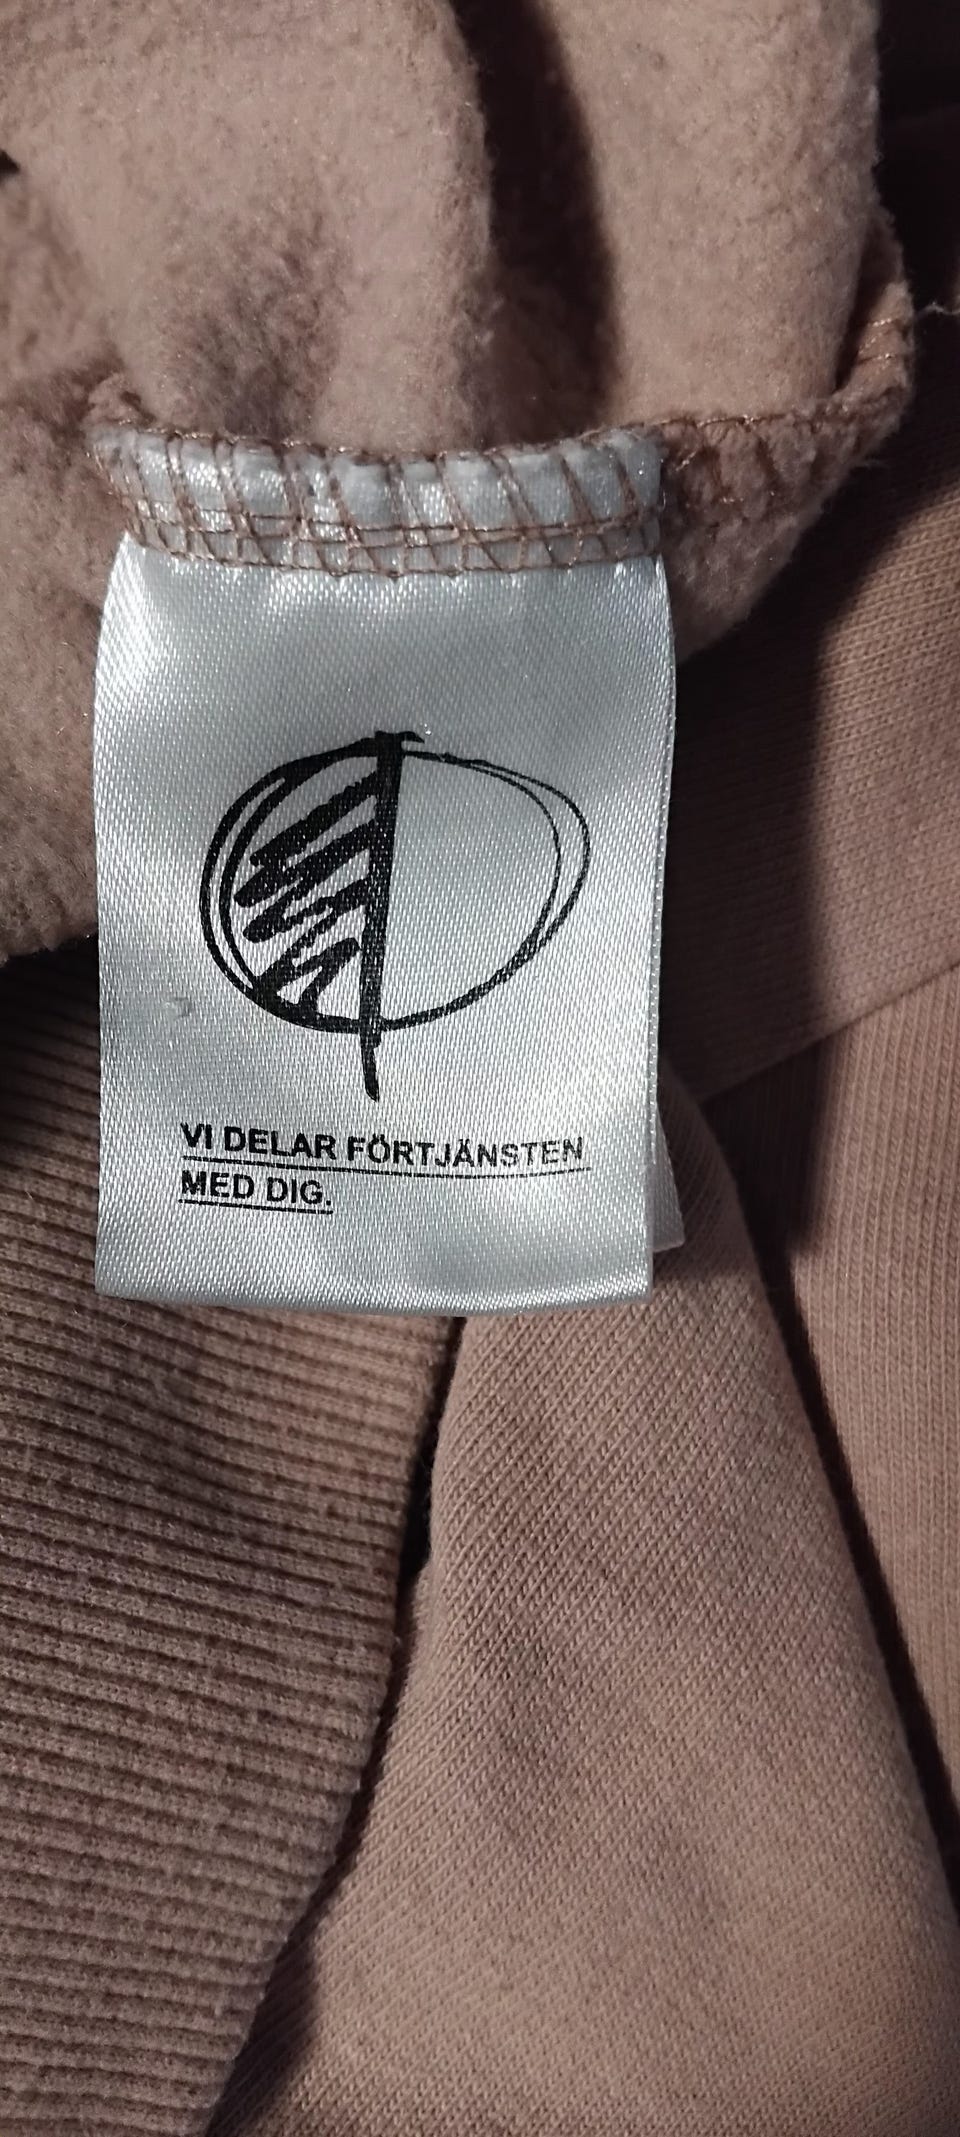 VI DELAR FÖRTJÄNSTEN
MED DIG.